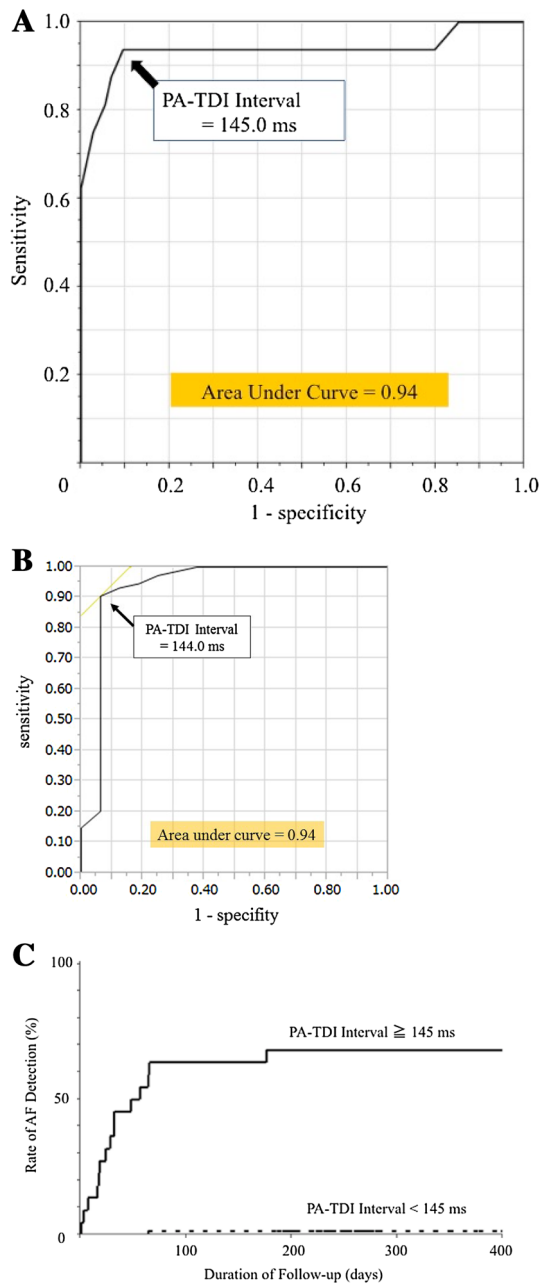 A
1.0
0.8
0.6
0.4
0.2
Sensitivity
PA-TDI Interval
= 145.0 ms
Area Under Curve = 0.94
0 0.2 0.4 0.6 0.8 1.0
1 - specificity
B
1.00
0.90
0.80
0.70
0.60
0.50
0.40
0.30
0.20
0.10
0.00
sensitivity
PA-TDI Interval
= 144.0 ms
Area under curve = 0.94
0.00 0.20 0.40 0.60 0.80 1.00
1 - specifity
C
100
50
0
Rate of AF Detection (%)
PA-TDI Interval ≧ 145 ms
PA-TDI Interval < 145 ms
100 200 300 400
Duration of Follow-up (days)